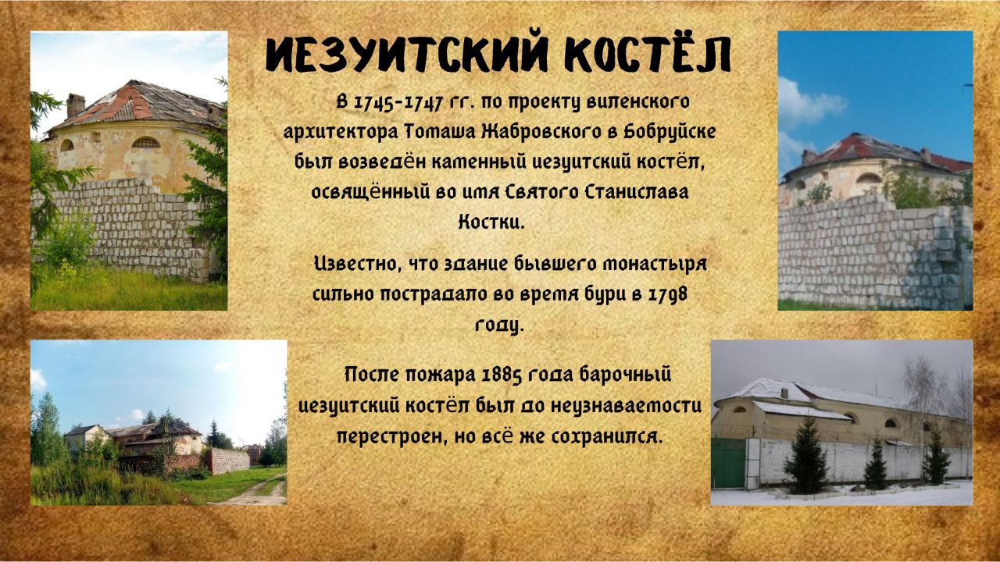 ИЕЗУИТСКИЙ КОСТЁЛ
В 1745-1747 гг. по проекту виленского
архитектора Томаша Жабровского в Бобруйске
был возведён каменный иезуитский костёл,
освящённый во имя Святого Станислава
Костки.
Известно, что здание бывшего монастыря
сильно пострадало во время бури в 1798
году.
После пожара 1885 года барочный
иезуитский костёл был до неузнаваемости
перестроен, но всё же сохранился.